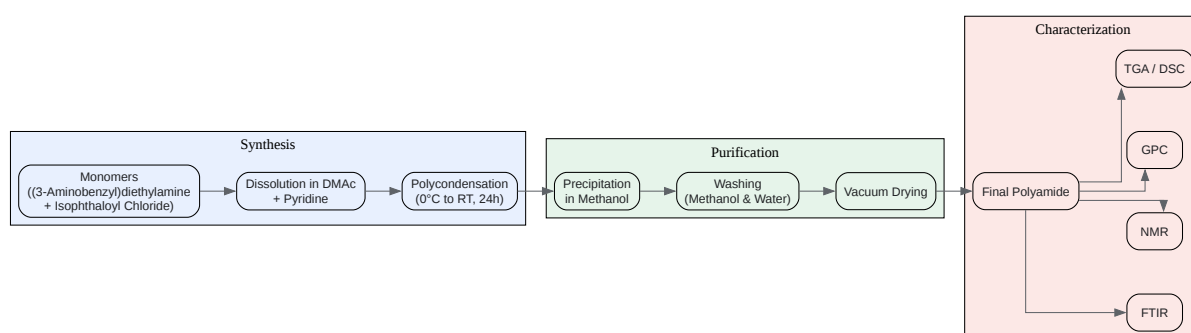 Synthesis
Monomers
((3-Aminobenzyl)diethylamine
+ Isophthaloyl Chloride)
Dissolution in DMAc
+ Pyridine
Polycondensation
(0°C to RT, 24h)
Purification
Precipitation
in Methanol
Washing
(Methanol & Water)
Vacuum Drying
Characterization
Final Polyamide
TGA / DSC
GPC
NMR
FTIR